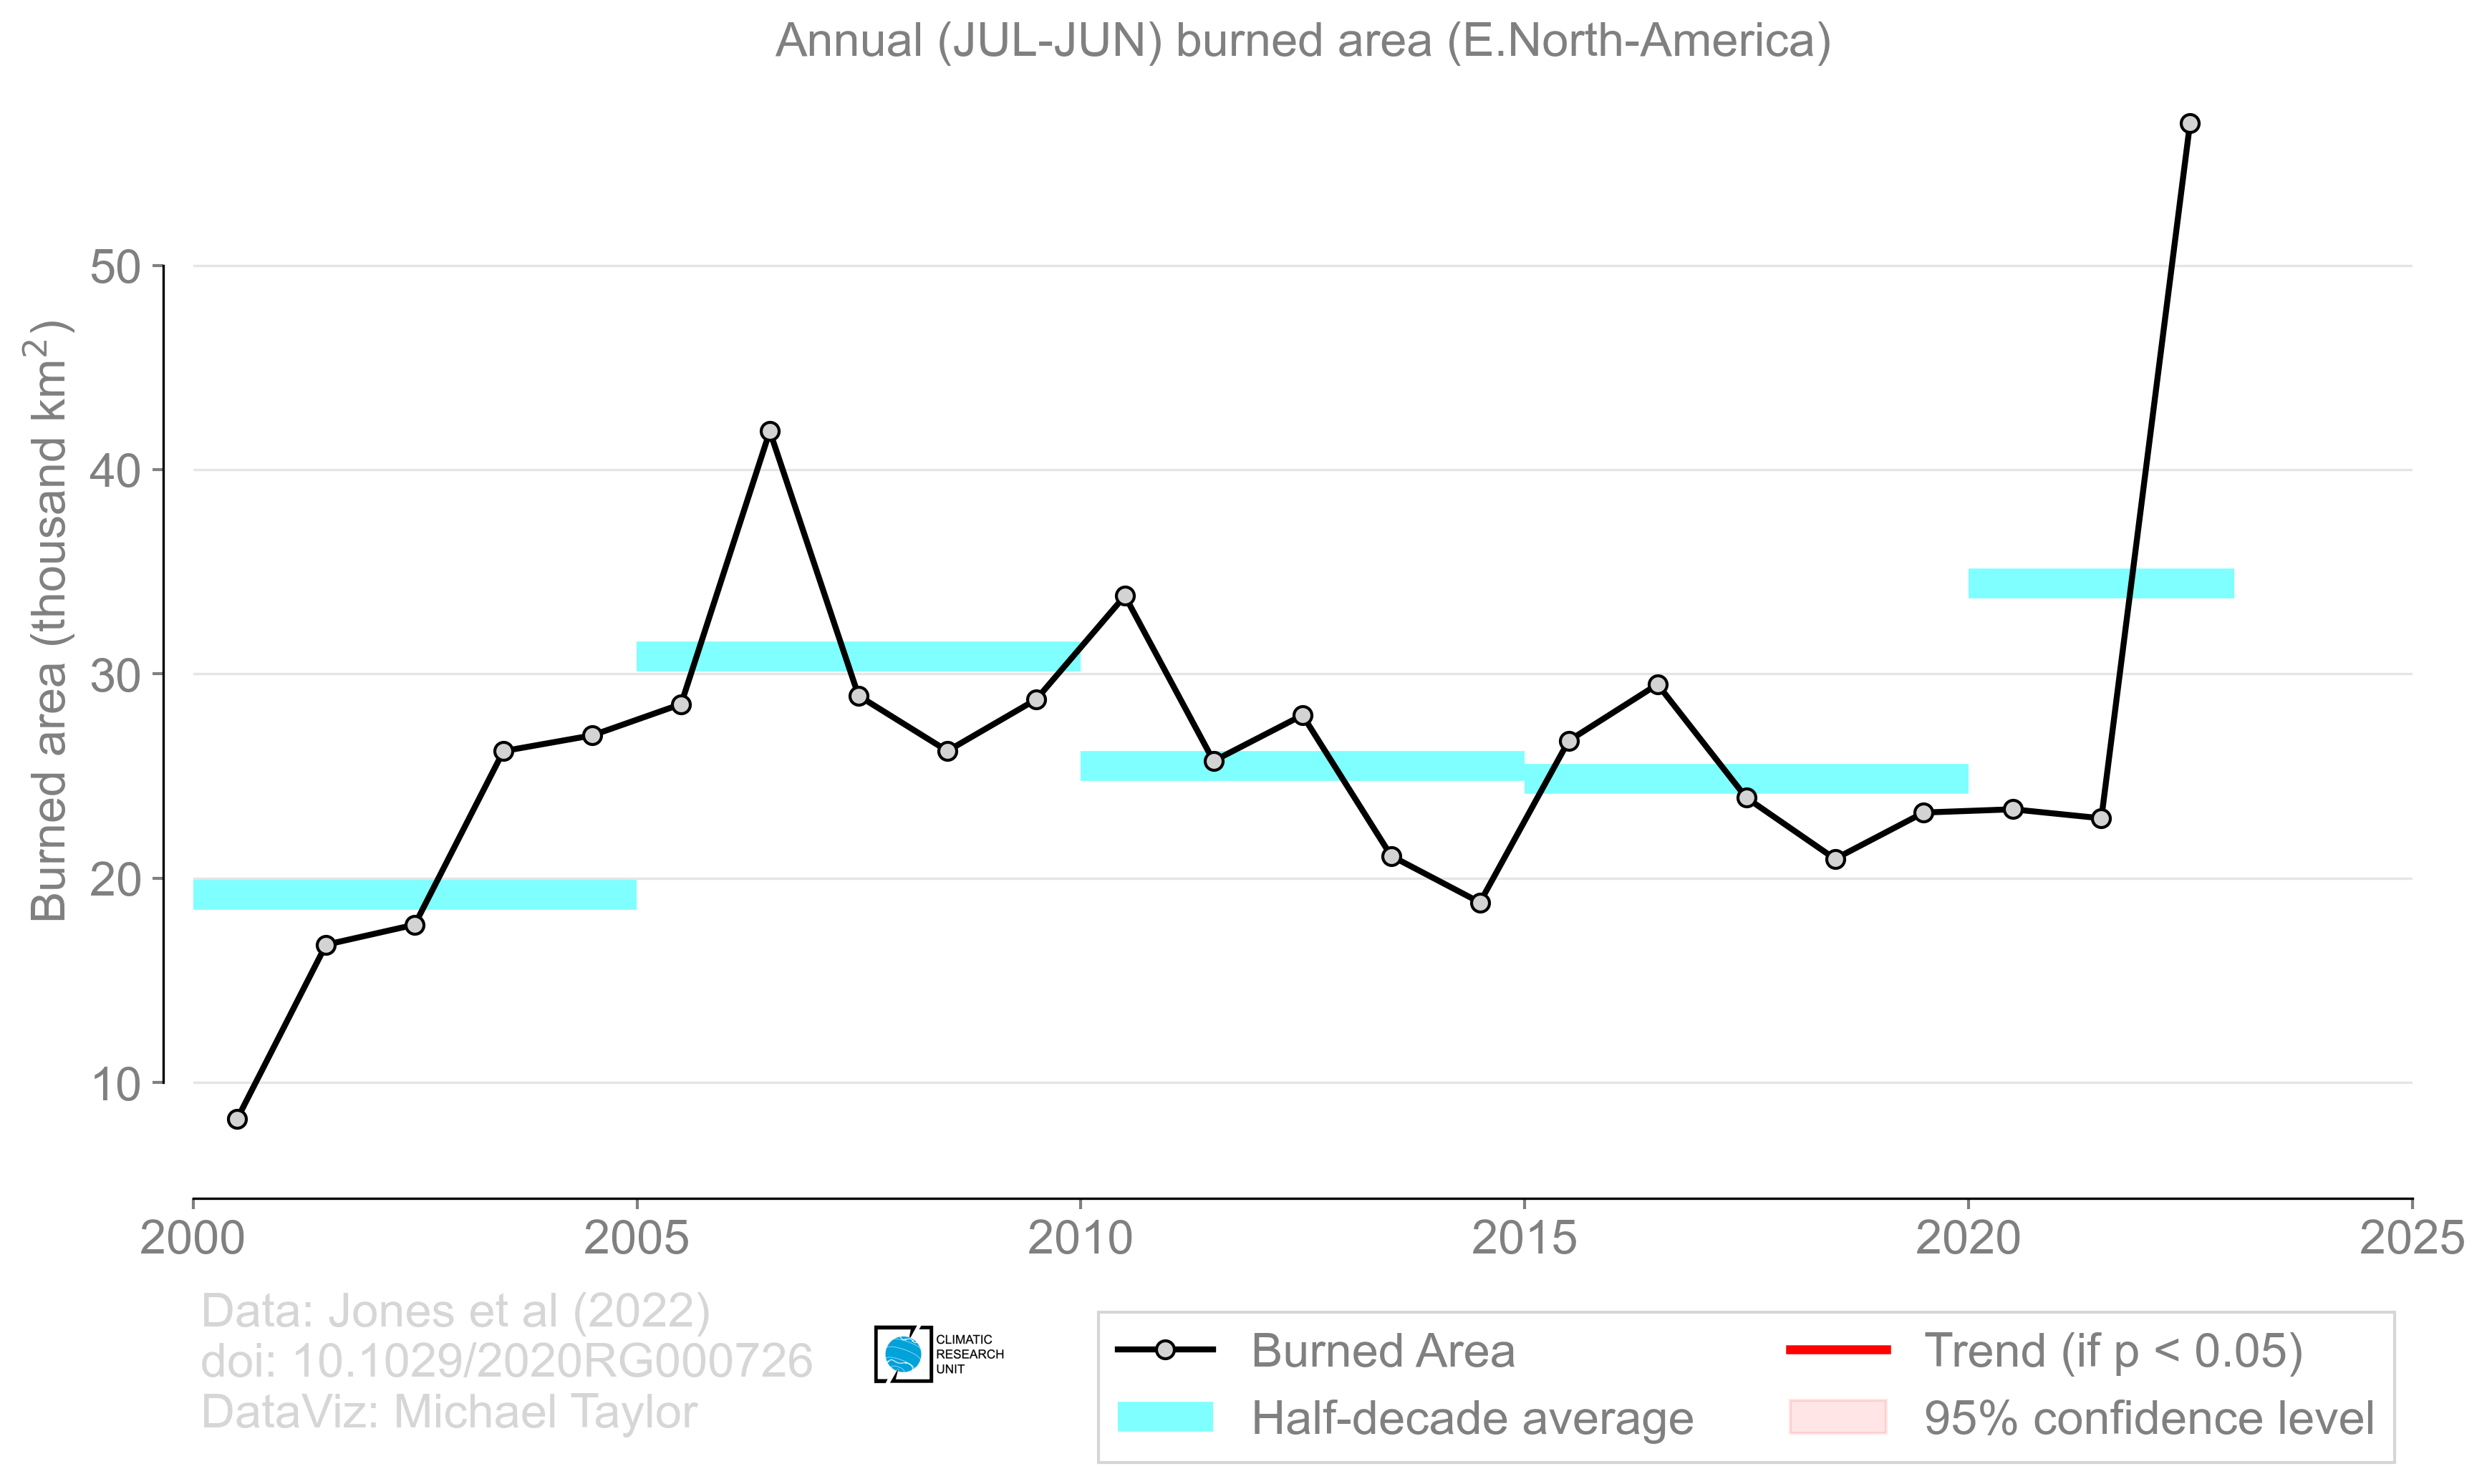 Annual (JUL-JUN) burned area (E.North-America)
Burned area (thousand km²)
50
40
30
20
10
2000 2005 2010 2015 2020 2025
Data: Jones et al (2022)
doi: 10.1029/2020RG000726
DataViz: Michael Taylor
CLIMATIC
RESEARCH
UNIT
Burned Area
Half-decade average
Trend (if p < 0.05)
95% confidence level